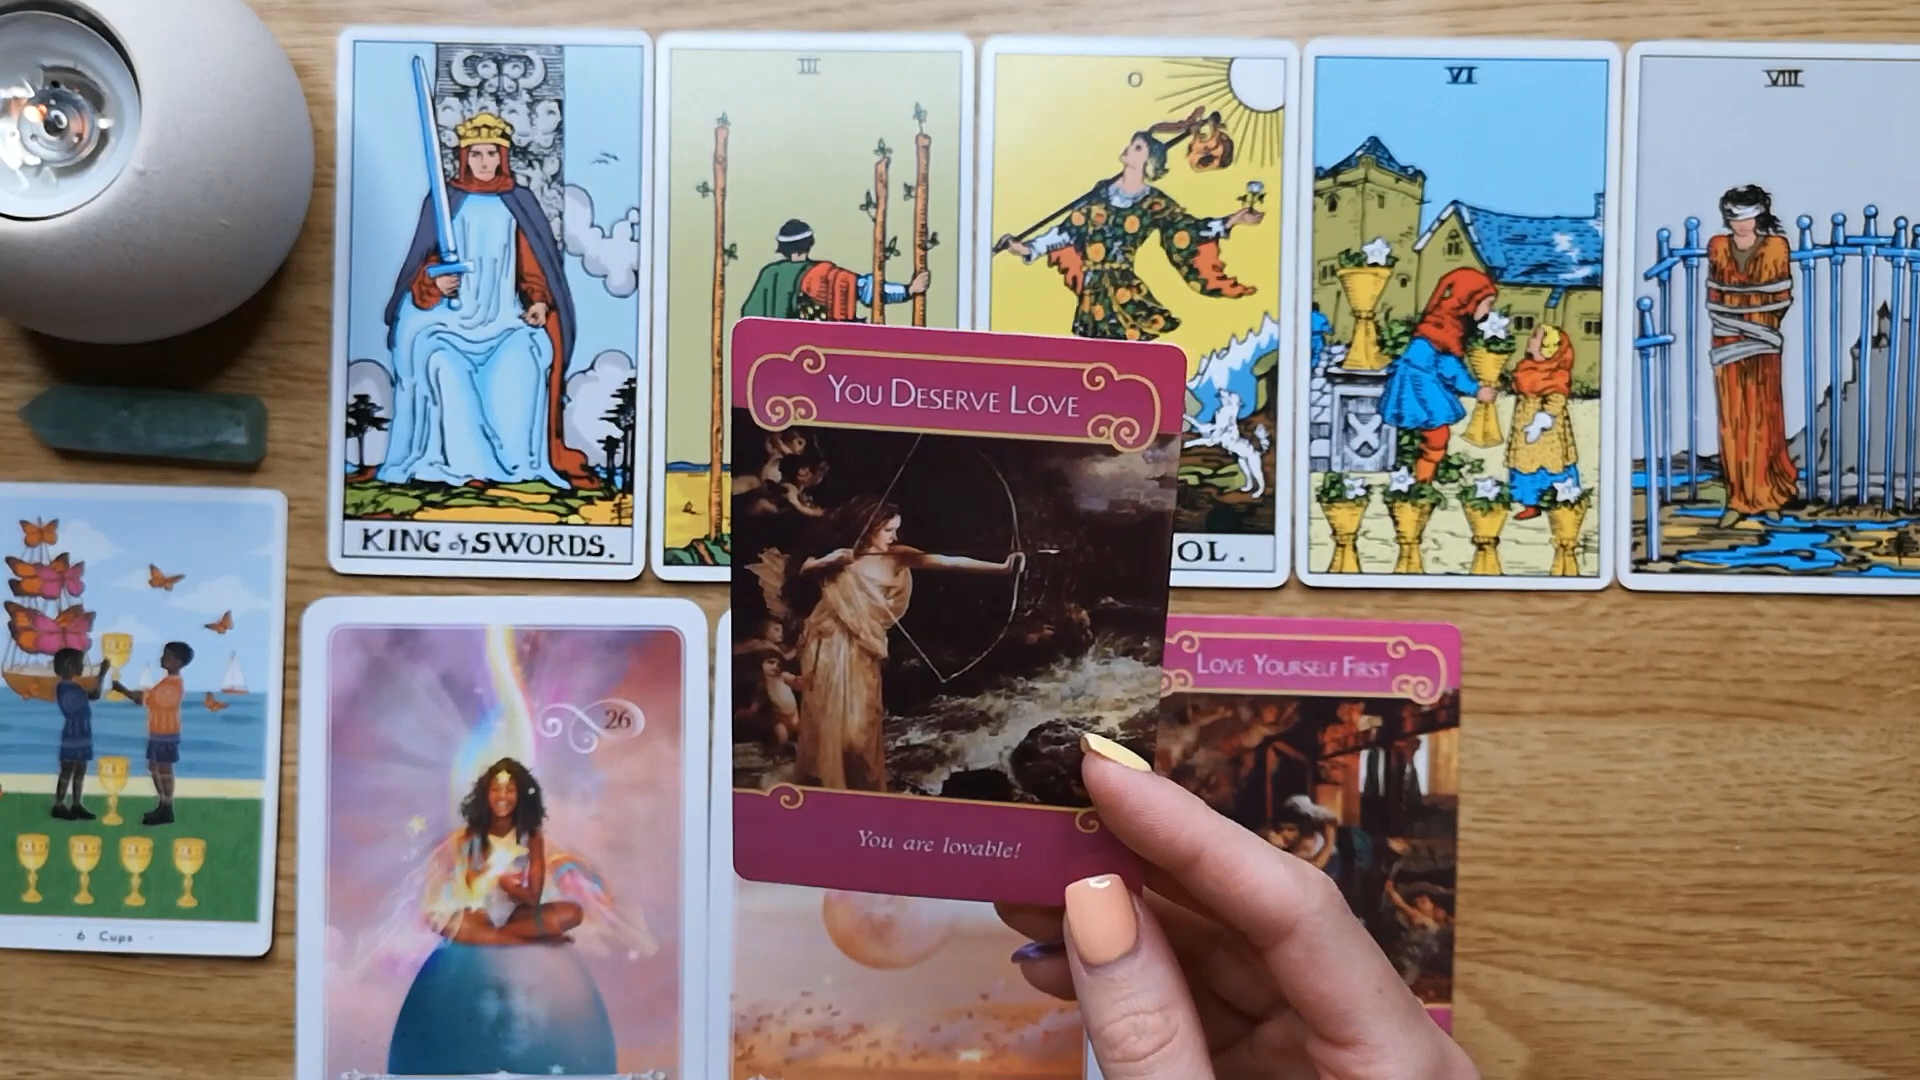 III
0
VI
VIII
KING of SWORDS.
OL.
YOU DESERVE LOVE
LOVE YOURSELF FIRST
26
You are lovable!
6 Cups